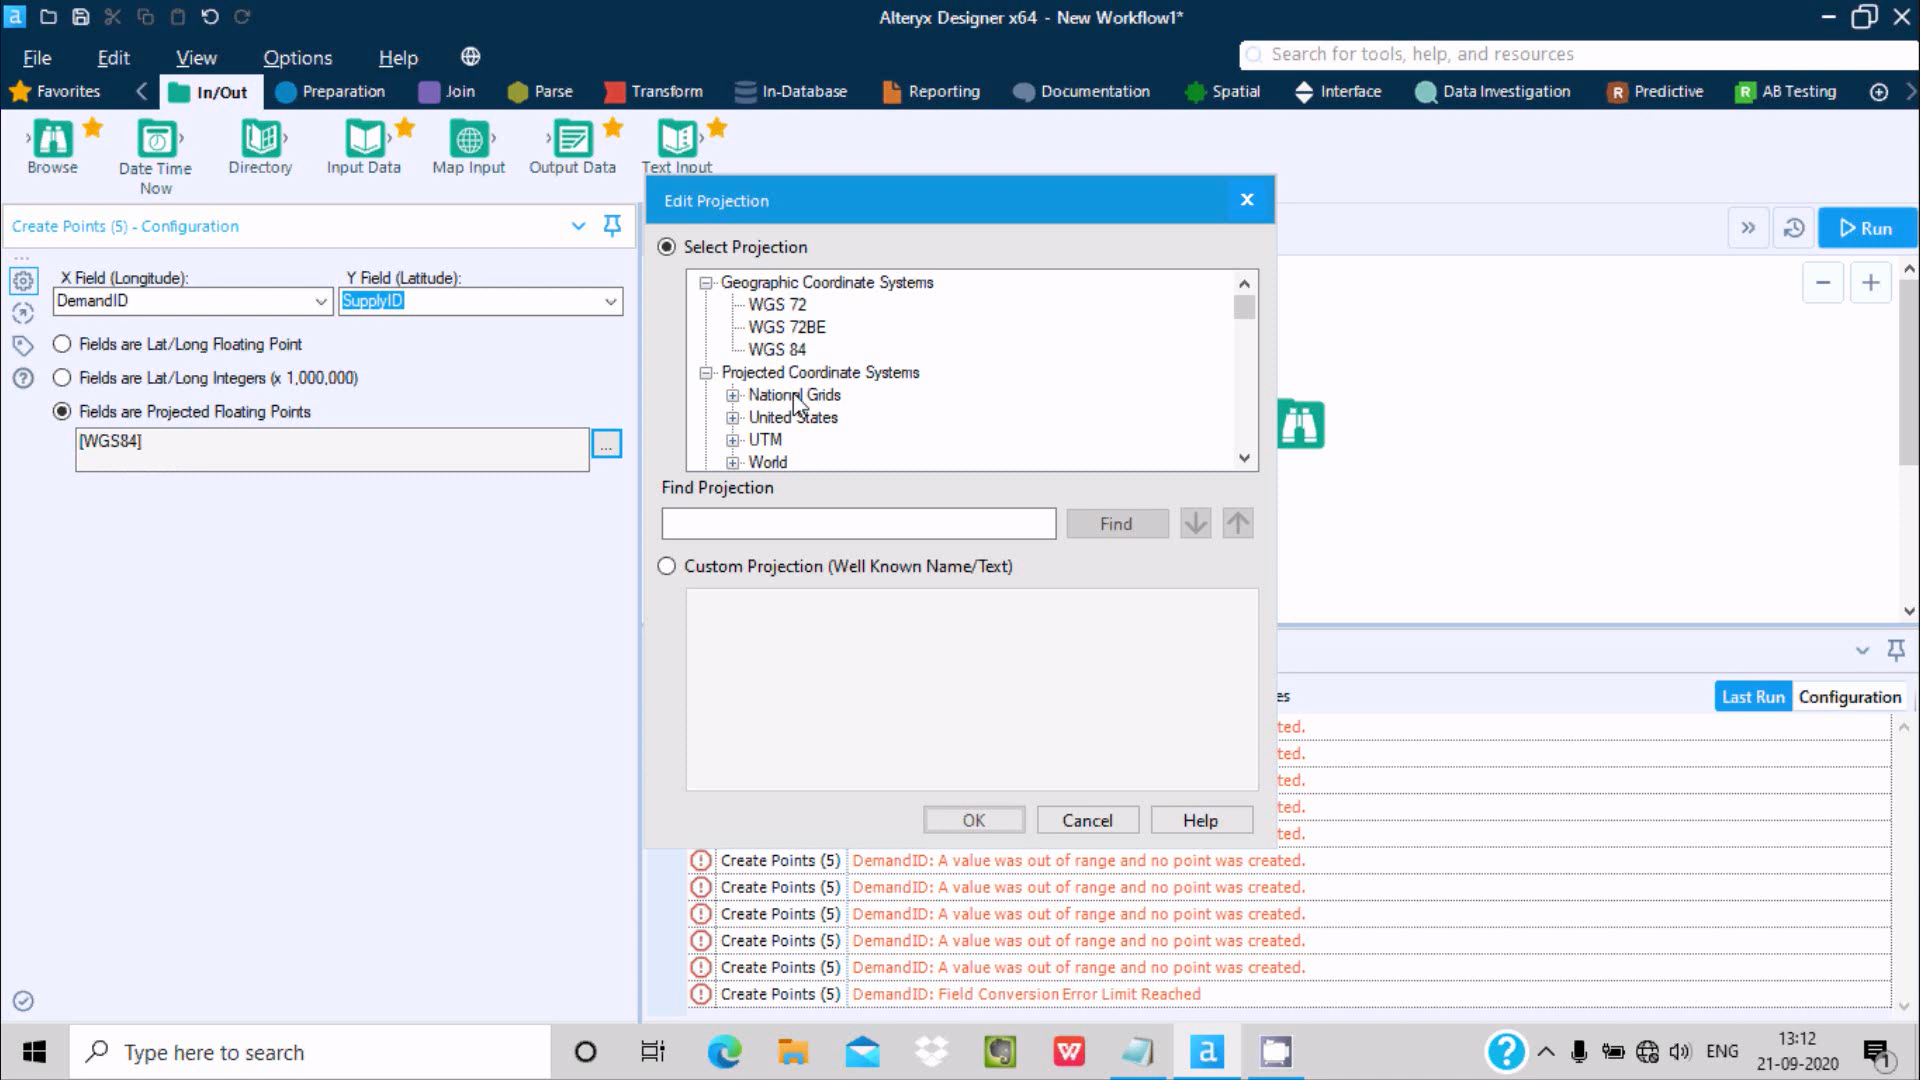 Alteryx Designer x64 - New Workflow1*
File Edit View Options Help
Search for tools, help, and resources
Favorites In/Out Preparation Join Parse Transform In-Database Reporting Documentation Spatial Interface Data Investigation Predictive AB Testing
Browse Date Time Now Directory Input Data Map Input Output Data Text Input
Create Points (5) - Configuration
Run
X Field (Longitude): Y Field (Latitude):
DemandID SupplyID
Fields are Lat/Long Floating Point
Fields are Lat/Long Integers (x 1,000,000)
Fields are Projected Floating Points
[WGS84]
...
Edit Projection
Select Projection
Geographic Coordinate Systems
WGS 72
WGS 72BE
WGS 84
Projected Coordinate Systems
National Grids
United States
UTM
World
Find Projection
Find
Custom Projection (Well Known Name/Text)
OK Cancel Help
es
Last Run Configuration
ted.
ted.
ted.
ted.
ted.
Create Points (5) DemandID: A value was out of range and no point was created.
Create Points (5) DemandID: A value was out of range and no point was created.
Create Points (5) DemandID: A value was out of range and no point was created.
Create Points (5) DemandID: A value was out of range and no point was created.
Create Points (5) DemandID: A value was out of range and no point was created.
Create Points (5) DemandID: Field Conversion Error Limit Reached
Type here to search
ENG
13:12
21-09-2020
1